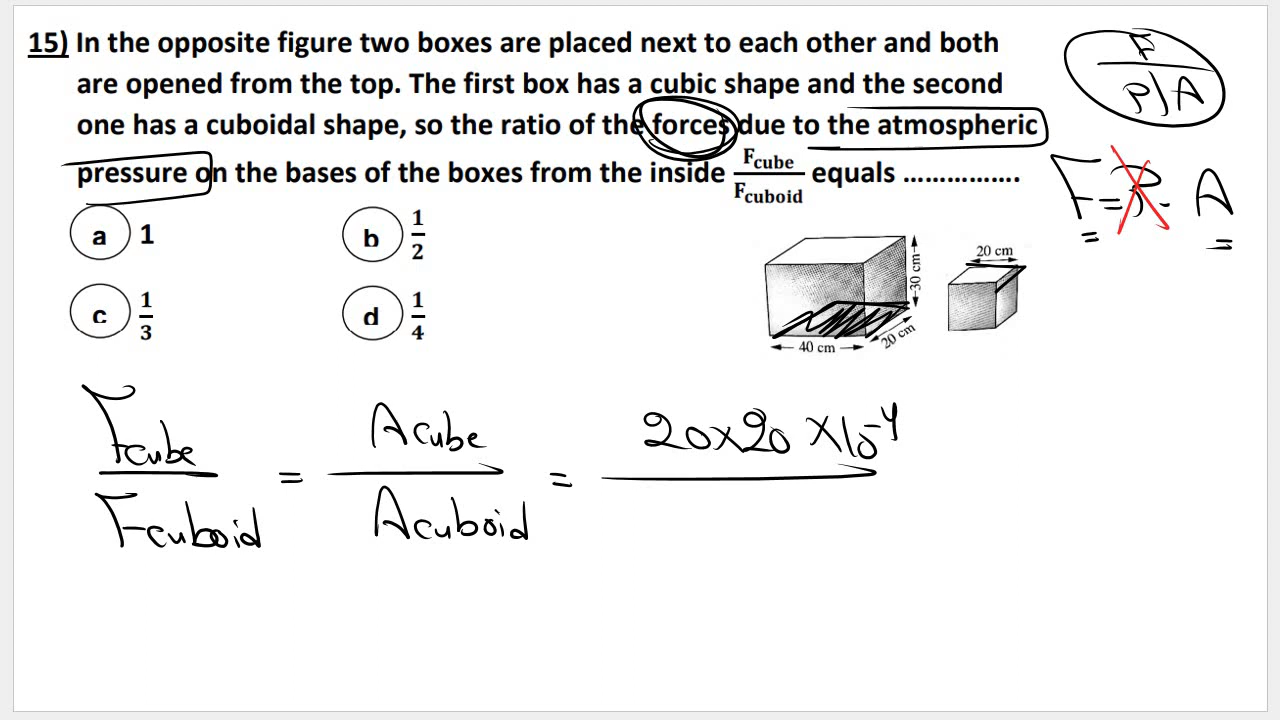 15) In the opposite figure two boxes are placed next to each other and both
are opened from the top. The first box has a cubic shape and the second
one has a cuboidal shape, so the ratio of the forces due to the atmospheric
pressure on the bases of the boxes from the inside F_cube/F_cuboid equals ................
a 1
b 1/2
c 1/3
d 1/4
30 cm
20 cm
40 cm
20 cm
F
P | A
F = P · A
F_cube / F_cuboid = A_cube / A_cuboid = 20×20 ×10^-4